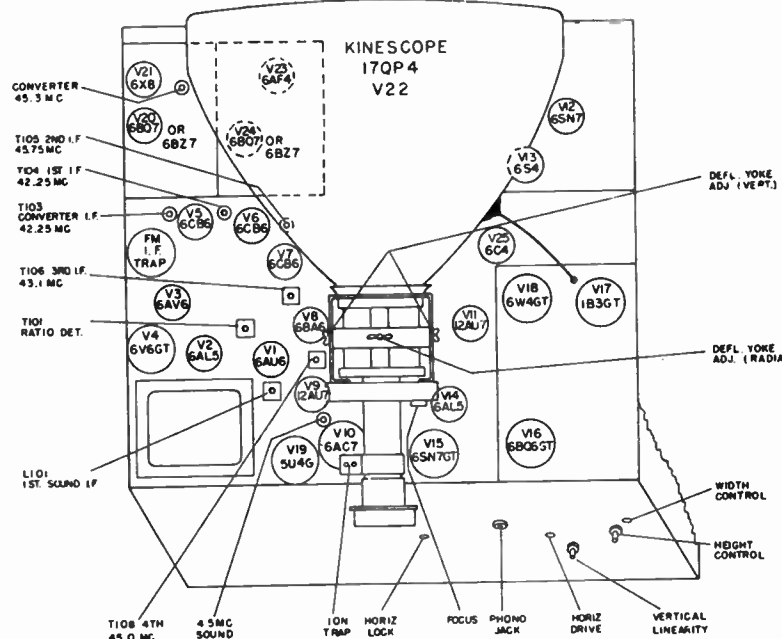 KINESCOPE
17QP4
V22
V21
6X8
V23
6AF4
CONVERTER
45.3 MC
V20
6BQ7
OR
6BZ7
V24
6BQ7
OR
6BZ7
V12
6SN7
T105 2ND I.F
45.75 MC
T104 1ST. I.F
42.25 MC
V13
6S4
DEFL. YOKE
ADJ. (VERT.)
T103
CONVERTER I.F.
42.25 MC
V5
6CB6
V6
6CB6
FM
I.F.
TRAP
V7
6CB6
V25
6C4
T106 3RD I.F.
43.1 MC
V3
6AV6
V18
6W4GT
V17
1B3GT
T101
RATIO DET.
V8
6BA6
V11
12AU7
V4
6V6GT
V2
6AL5
V1
6AU6
DEFL. YOKE
ADJ. (RADIA
V9
12AU7
V14
6AL5
V19
5U4G
V10
6AC7
V15
6SN7GT
V16
6BQ6GT
L101
1ST. SOUND I.F
WIDTH
CONTROL
HEIGHT
CONTROL
T108 4TH
45.0 MC
4.5MC
SOUND
ION
TRAP
HORIZ
LOCK
FOCUS
PHONO
JACK
HORIZ
DRIVE
VERTICAL
LINEARITY